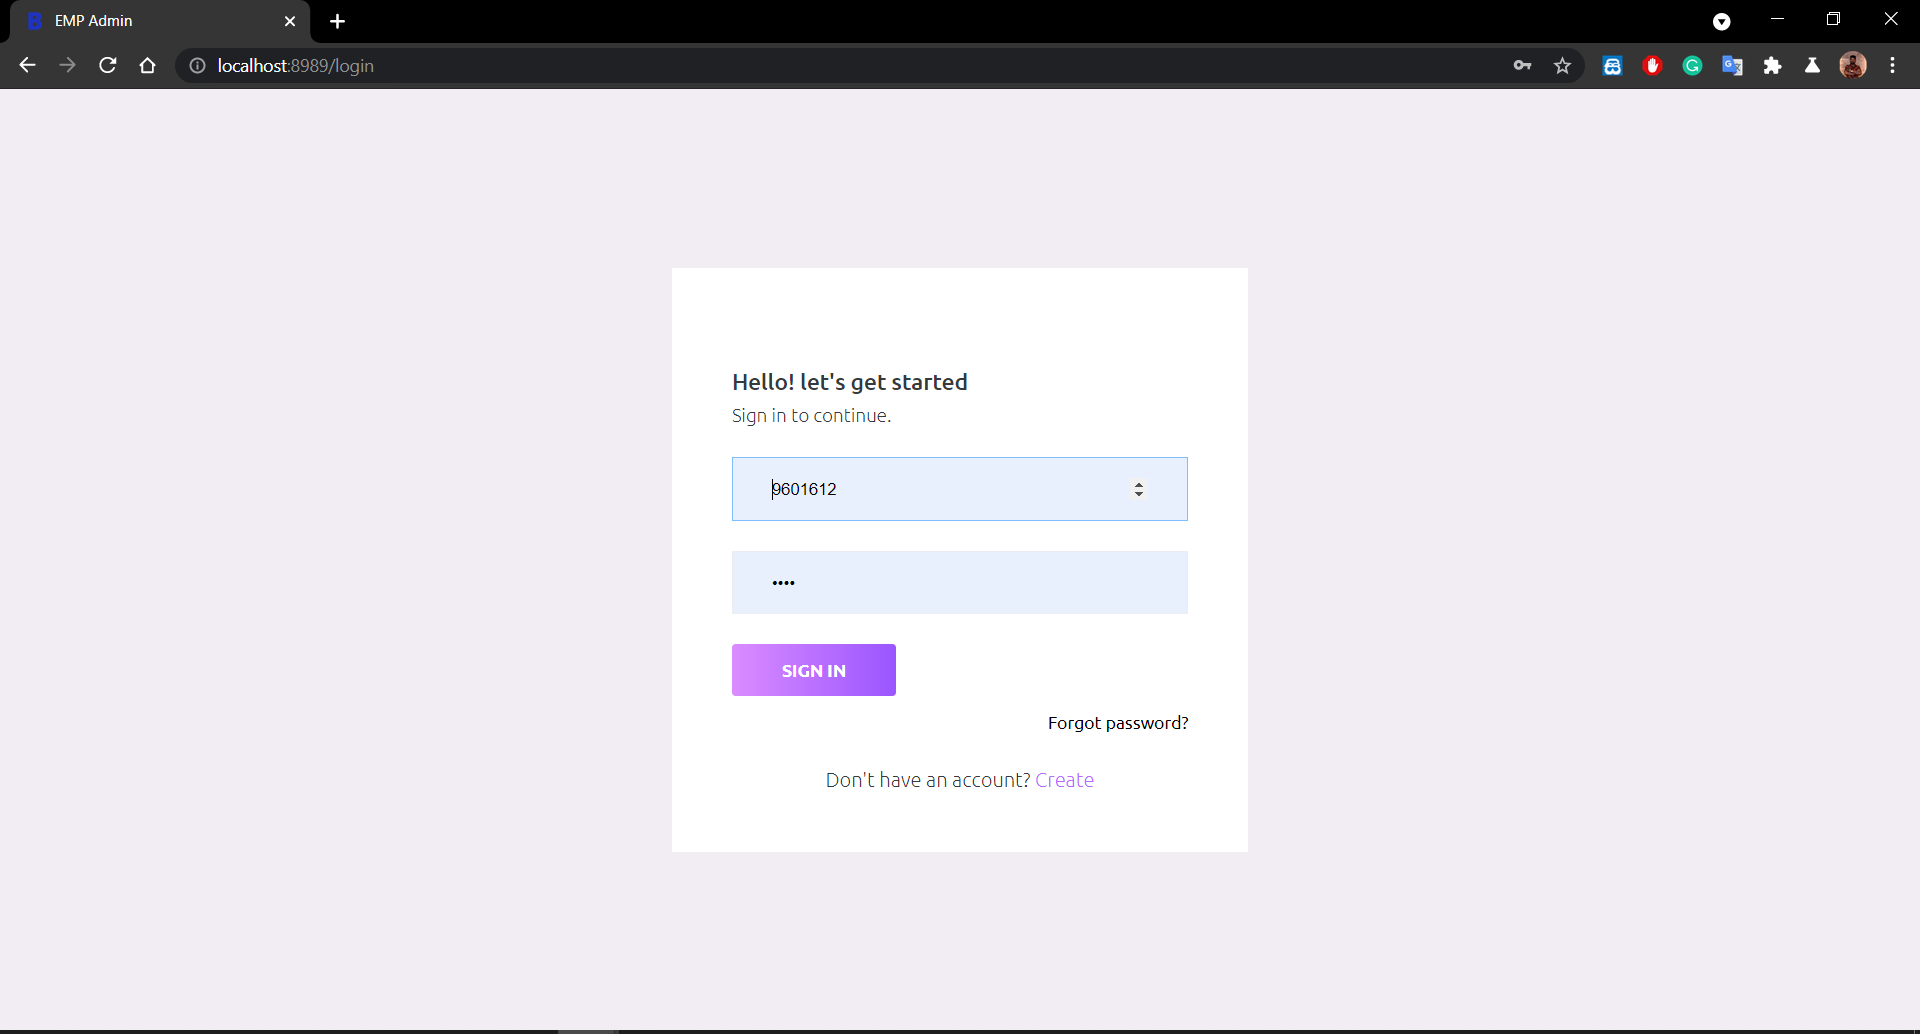 EMP Admin
localhost:8989/login
Hello! let's get started
Sign in to continue.
9601612
••••
SIGN IN
Forgot password?
Don't have an account? Create